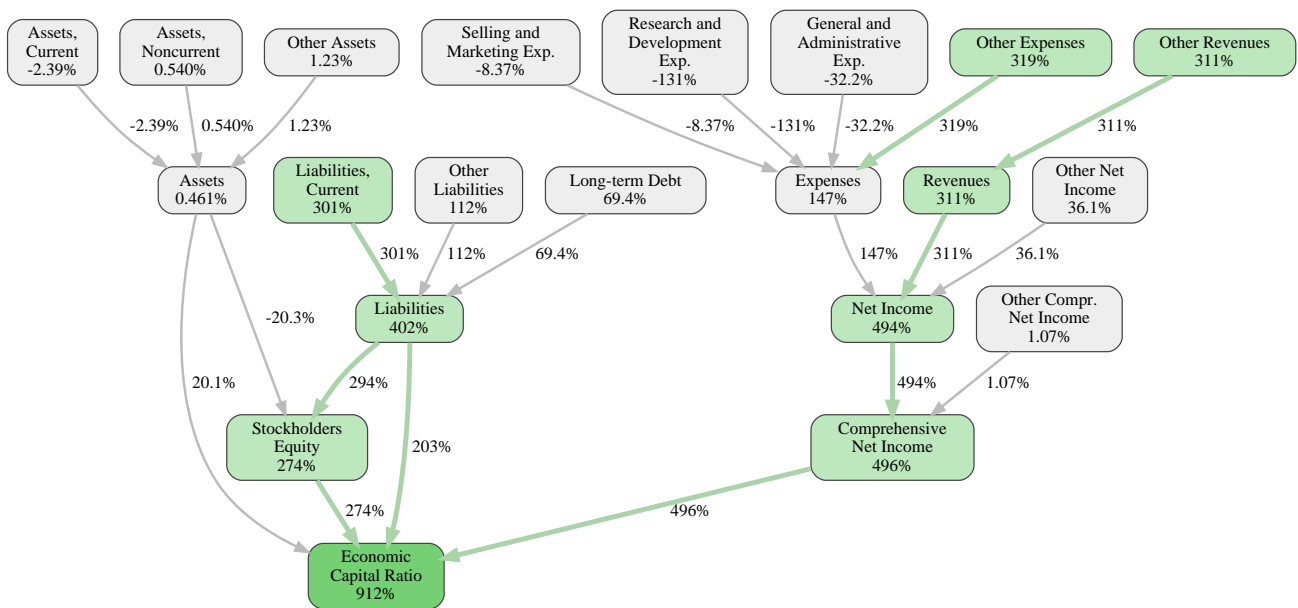 Assets,
Current
-2.39%
Assets,
Noncurrent
0.540%
Other Assets
1.23%
Selling and
Marketing Exp.
-8.37%
Research and
Development
Exp.
-131%
General and
Administrative
Exp.
-32.2%
Other Expenses
319%
Other Revenues
311%
-2.39%
0.540%
1.23%
-8.37%
-131%
-32.2%
319%
311%
Assets
0.461%
Liabilities,
Current
301%
Other
Liabilities
112%
Long-term Debt
69.4%
Expenses
147%
Revenues
311%
Other Net
Income
36.1%
301%
112%
69.4%
147%
311%
36.1%
-20.3%
Liabilities
402%
Net Income
494%
Other Compr.
Net Income
1.07%
20.1%
294%
203%
494%
1.07%
Stockholders
Equity
274%
Comprehensive
Net Income
496%
274%
496%
Economic
Capital Ratio
912%